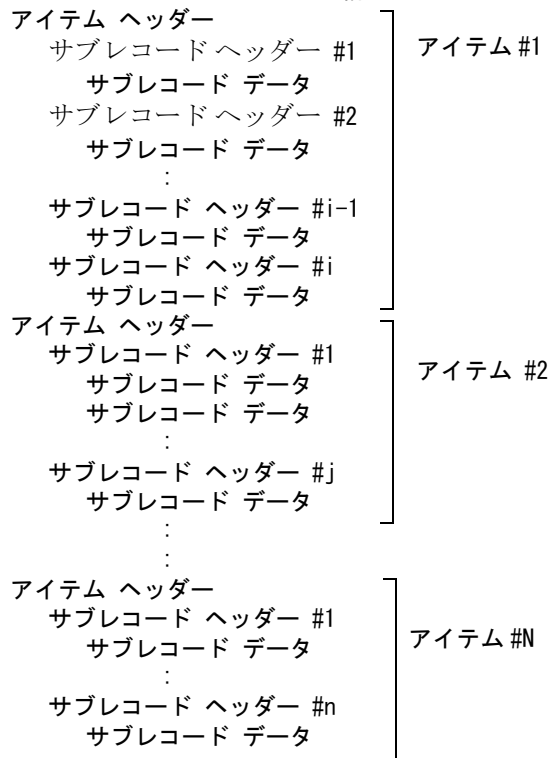 アイテム ヘッダー
サブレコード ヘッダー #1
アイテム #1
サブレコード データ
サブレコード ヘッダー #2
サブレコード データ
:
サブレコード ヘッダー #i-1
サブレコード データ
サブレコード ヘッダー #i
サブレコード データ
アイテム ヘッダー
サブレコード ヘッダー #1
アイテム #2
サブレコード データ
サブレコード データ
:
サブレコード ヘッダー #j
サブレコード データ
:
:
アイテム ヘッダー
サブレコード ヘッダー #1
アイテム #N
サブレコード データ
:
サブレコード ヘッダー #n
サブレコード データ